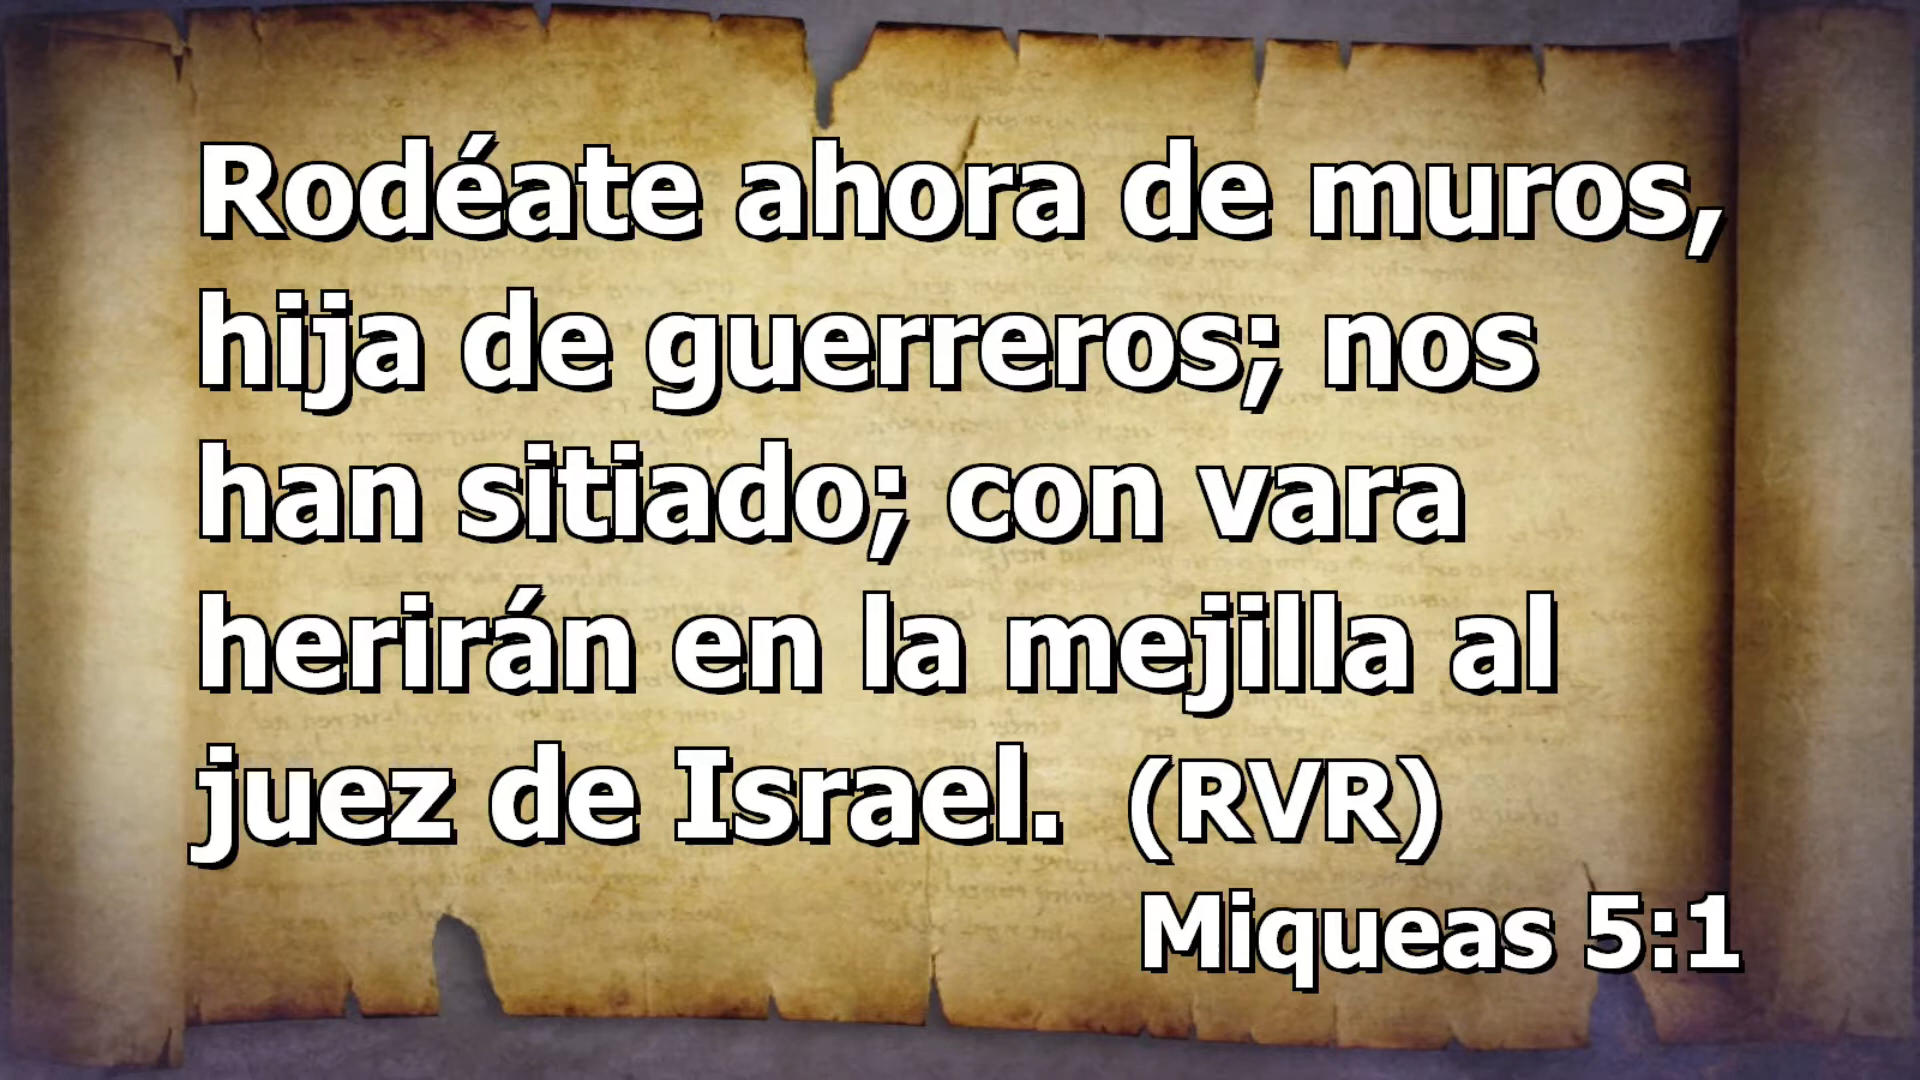 Rodéate ahora de muros,
hija de guerreros; nos
han sitiado; con vara
herirán en la mejilla al
juez de Israel. (RVR)
Miqueas 5:1